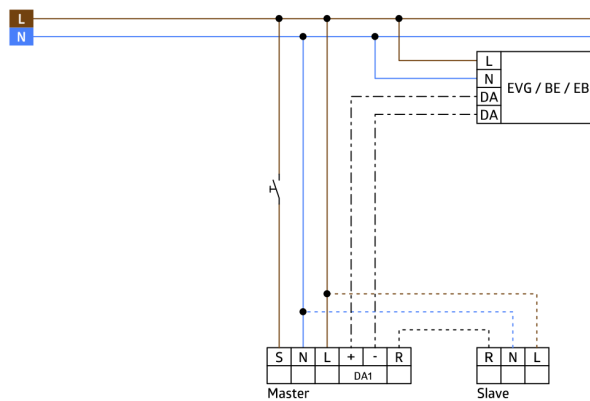 L
N
L
N
EVG / BE / EB
DA
DA
S N L + - R
DA1
R N L
Master
Slave